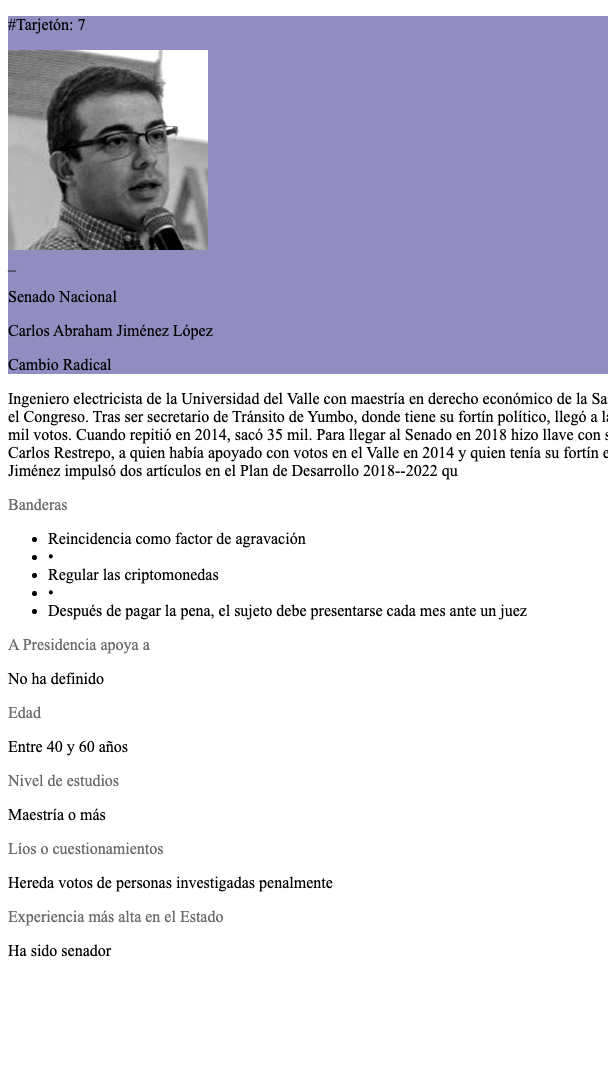 #Tarjetón: 7
_
Senado Nacional
Carlos Abraham Jiménez López
Cambio Radical
Ingeniero electricista de la Universidad del Valle con maestría en derecho económico de la
el Congreso. Tras ser secretario de Tránsito de Yumbo, donde tiene su fortín político, llegó a
mil votos. Cuando repitió en 2014, sacó 35 mil. Para llegar al Senado en 2018 hizo llave con
Carlos Restrepo, a quien había apoyado con votos en el Valle en 2014 y quien tenía su fortín
Jiménez impulsó dos artículos en el Plan de Desarrollo 2018--2022 qu
Banderas
• Reincidencia como factor de agravación
• •
• Regular las criptomonedas
• •
• Después de pagar la pena, el sujeto debe presentarse cada mes ante un juez
A Presidencia apoya a
No ha definido
Edad
Entre 40 y 60 años
Nivel de estudios
Maestría o más
Líos o cuestionamientos
Hereda votos de personas investigadas penalmente
Experiencia más alta en el Estado
Ha sido senador